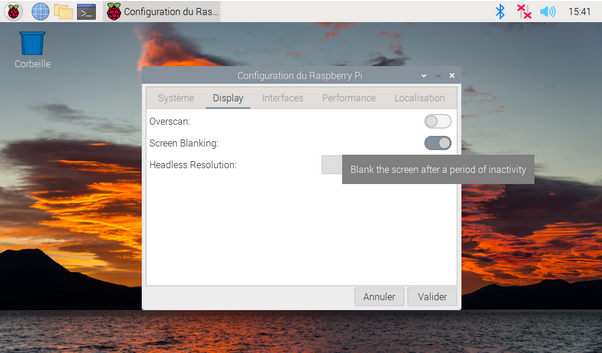 Configuration du Ras...
15:41
Corbeille
Configuration du Raspberry Pi
Système Display Interfaces Performance Localisation
Overscan:
Screen Blanking:
Headless Resolution:
Blank the screen after a period of inactivity
Annuler Valider